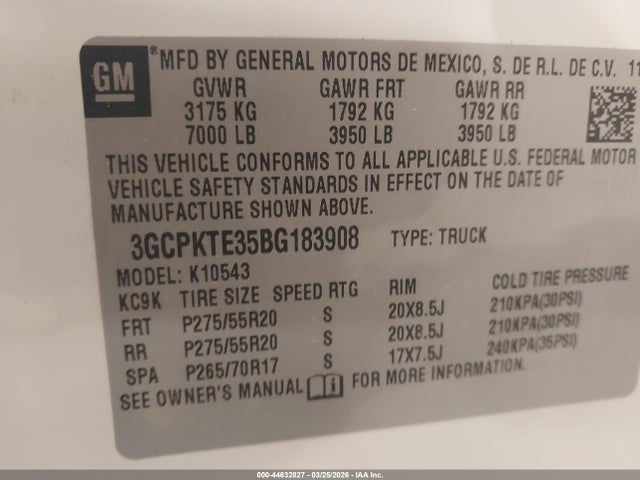 GM
® MFD BY GENERAL MOTORS DE MEXICO, S. DE R.L. DE C.V. 11
GVWR GAWR FRT GAWR RR
3175 KG 1792 KG 1792 KG
7000 LB 3950 LB 3950 LB
THIS VEHICLE CONFORMS TO ALL APPLICABLE U.S. FEDERAL MOTOR
VEHICLE SAFETY STANDARDS IN EFFECT ON THE DATE OF
MANUFACTURE SHOWN ABOVE.
3GCPKTE35BG183908 TYPE: TRUCK
MODEL: K10543
KC9K TIRE SIZE SPEED RTG RIM COLD TIRE PRESSURE
FRT P275/55R20 S 20X8.5J 210KPA(30PSI)
RR P275/55R20 S 20X8.5J 210KPA(30PSI)
SPA P265/70R17 S 17X7.5J 240KPA(35PSI)
SEE OWNER'S MANUAL FOR MORE INFORMATION.
000-44632827 - 03/25/2026 - IAA Inc.